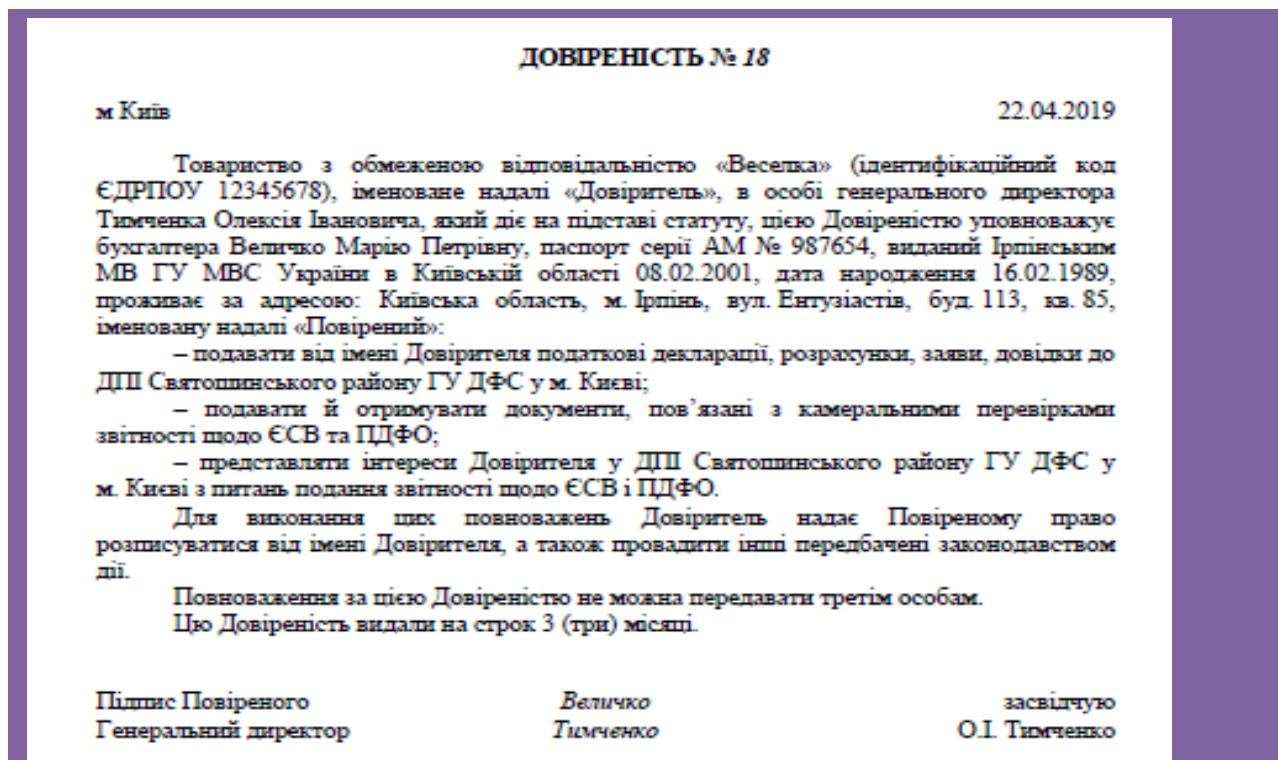 ДОВІРЕНІСТЬ № 18
м Київ 22.04.2019
Товариство з обмеженою відповідальністю «Веселка» (ідентифікаційний код
ЄДРПОУ 12345678), іменоване надалі «Довіритель», в особі генерального директора
Тимченка Олексія Івановича, який діє на підставі статуту, цією Довіреністю уповноважує
бухгалтера Величко Марію Петрівну, паспорт серії АМ № 987654, виданий Ірпінським
МВ ГУ МВС України в Київській області 08.02.2001, дата народження 16.02.1989,
проживає за адресою: Київська область, м. Ірпінь, вул. Ентузіастів, буд. 113, кв. 85,
іменовану надалі «Повірений»:
– подавати від імені Довірителя податкові декларації, розрахунки, заяви, довідки до
ДПІ Святошинського району ГУ ДФС у м. Києві;
– подавати й отримувати документи, пов’язані з камеральними перевірками
звітності щодо ЄСВ та ПДФО;
– представляти інтереси Довірителя у ДПІ Святошинського району ГУ ДФС у
м. Києві з питань подання звітності щодо ЄСВ і ПДФО.
Для виконання цих повноважень Довіритель надає Повіреному право
розписуватися від імені Довірителя, а також провадити інші передбачені законодавством
дії.
Повноваження за цією Довіреністю не можна передавати третім особам.
Цю Довіреність видали на строк 3 (три) місяці.
Підпис Повіреного Величко засвідчую
Генеральний директор Тимченко О.І. Тимченко